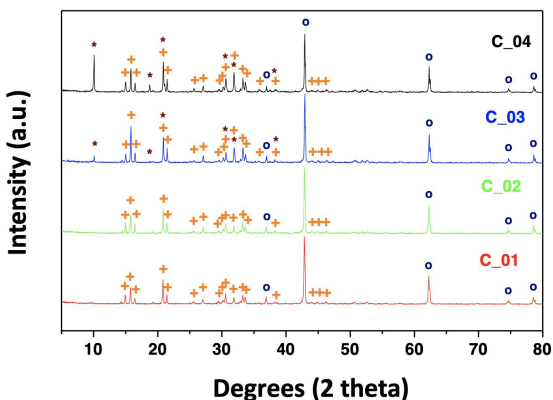 C_04
C_03
C_02
C_01
Intensity (a.u.)
10 20 30 40 50 60 70 80
Degrees (2 theta)